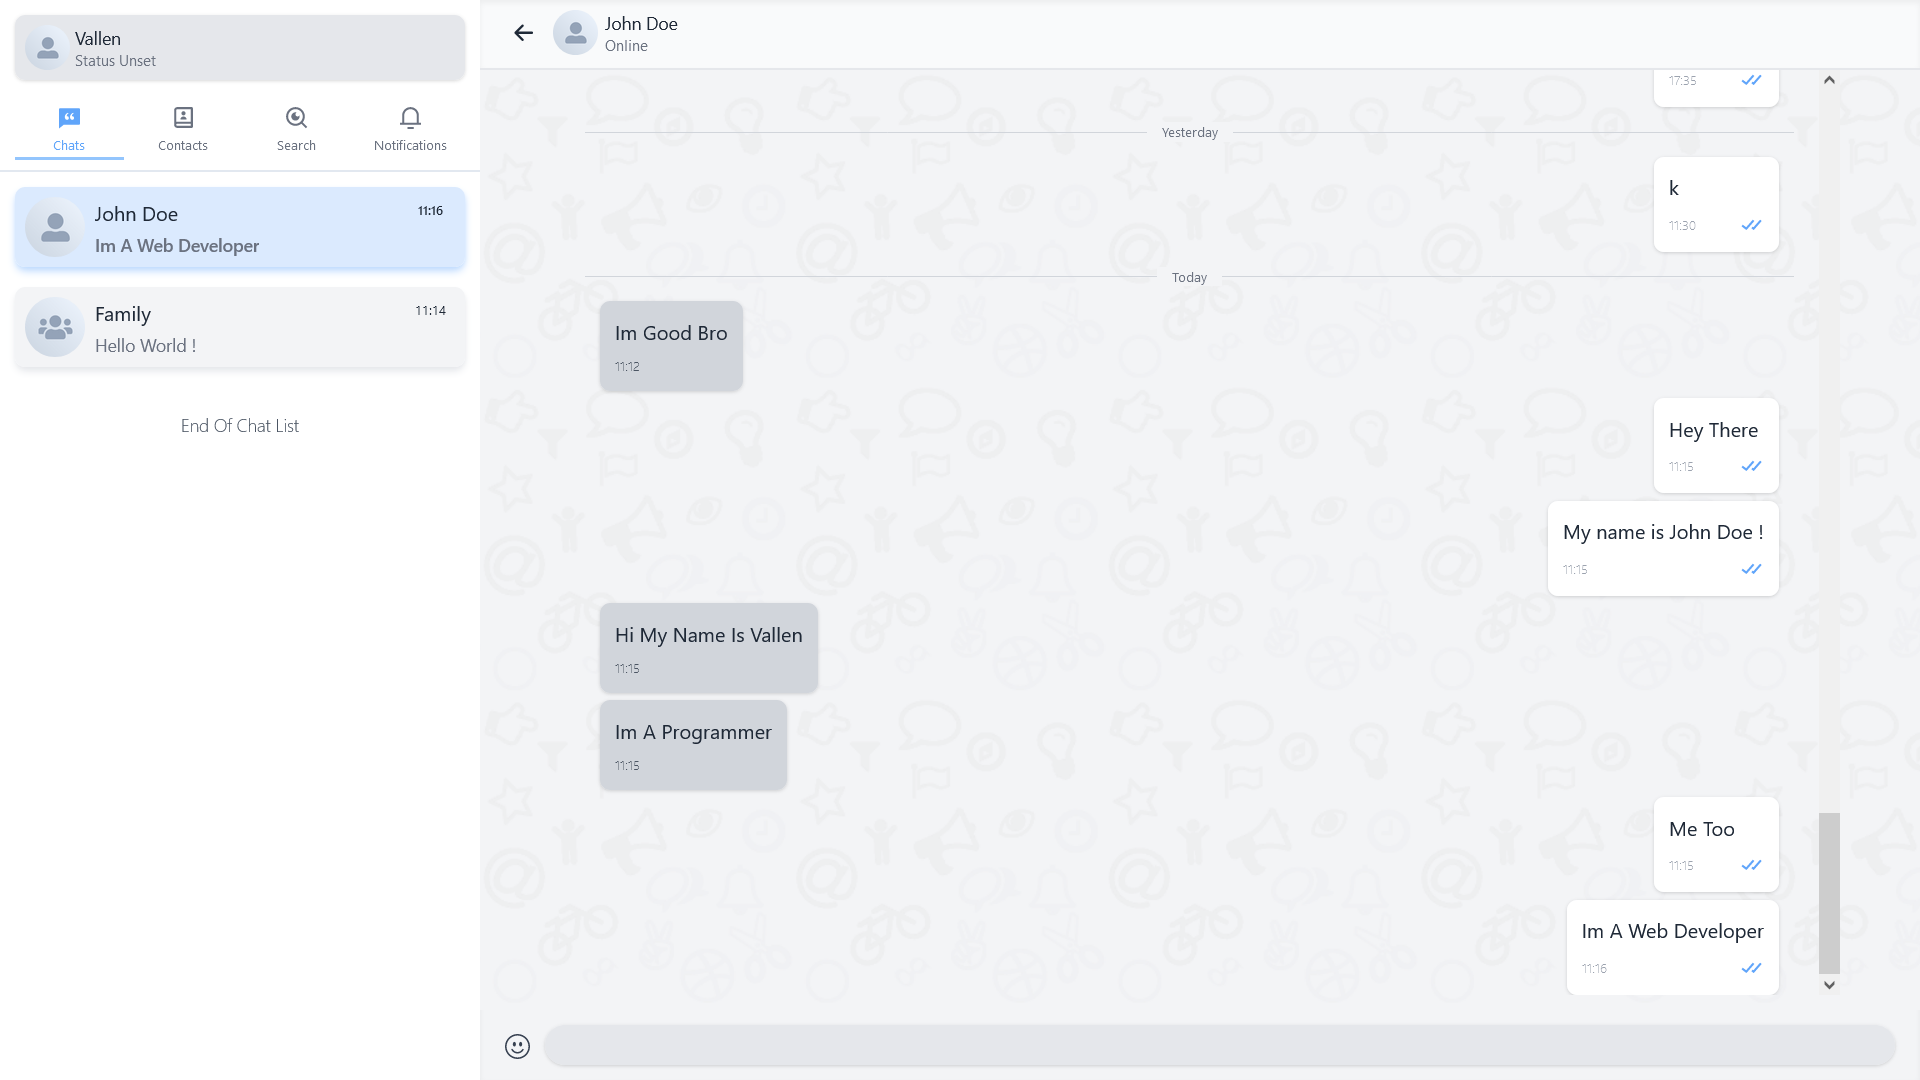 Vallen
Status Unset
Chats
Contacts
Search
Notifications
John Doe
11:16
Im A Web Developer
Family
11:14
Hello World !
End Of Chat List
John Doe
Online
17:35
Yesterday
k
11:30
Today
Im Good Bro
11:12
Hey There
11:15
My name is John Doe !
11:15
Hi My Name Is Vallen
11:15
Im A Programmer
11:15
Me Too
11:15
Im A Web Developer
11:16